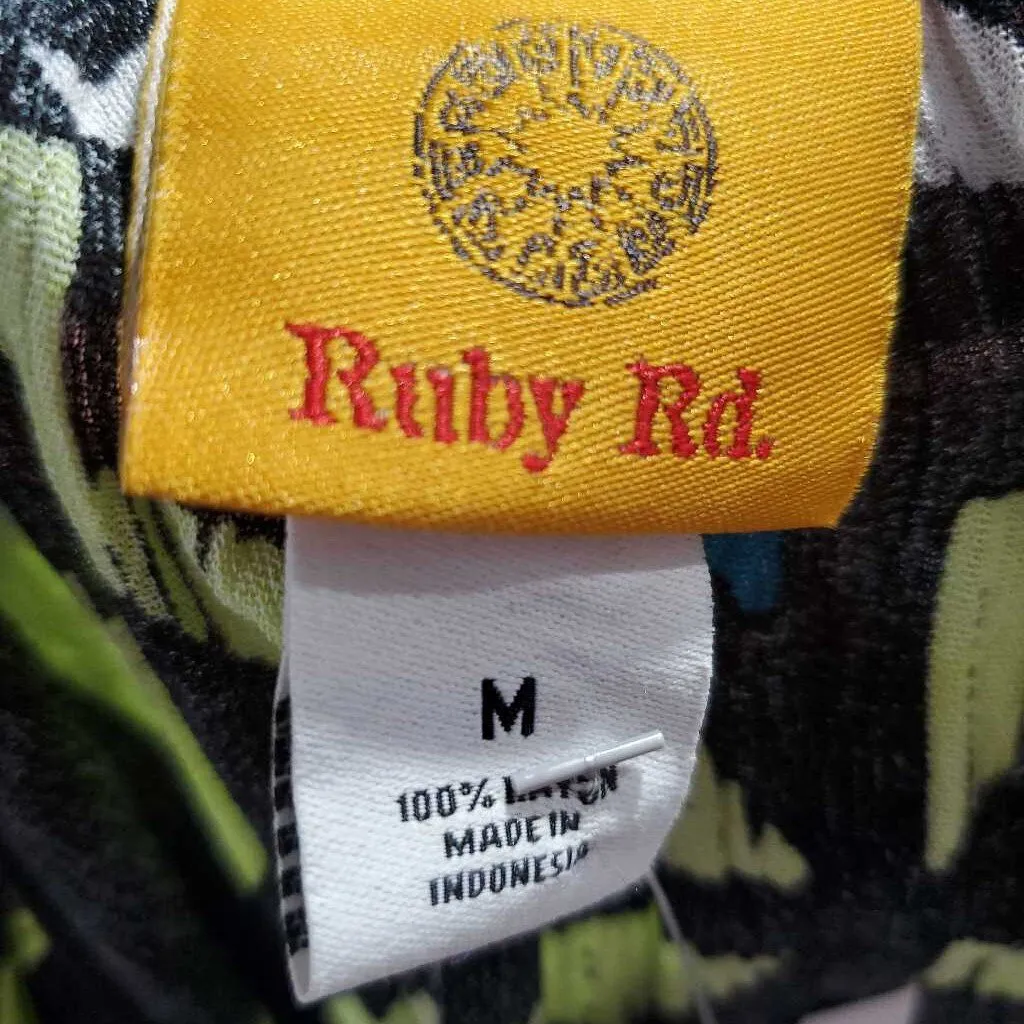 Ruby Rd.
M
100%
MADE IN
INDONESIA